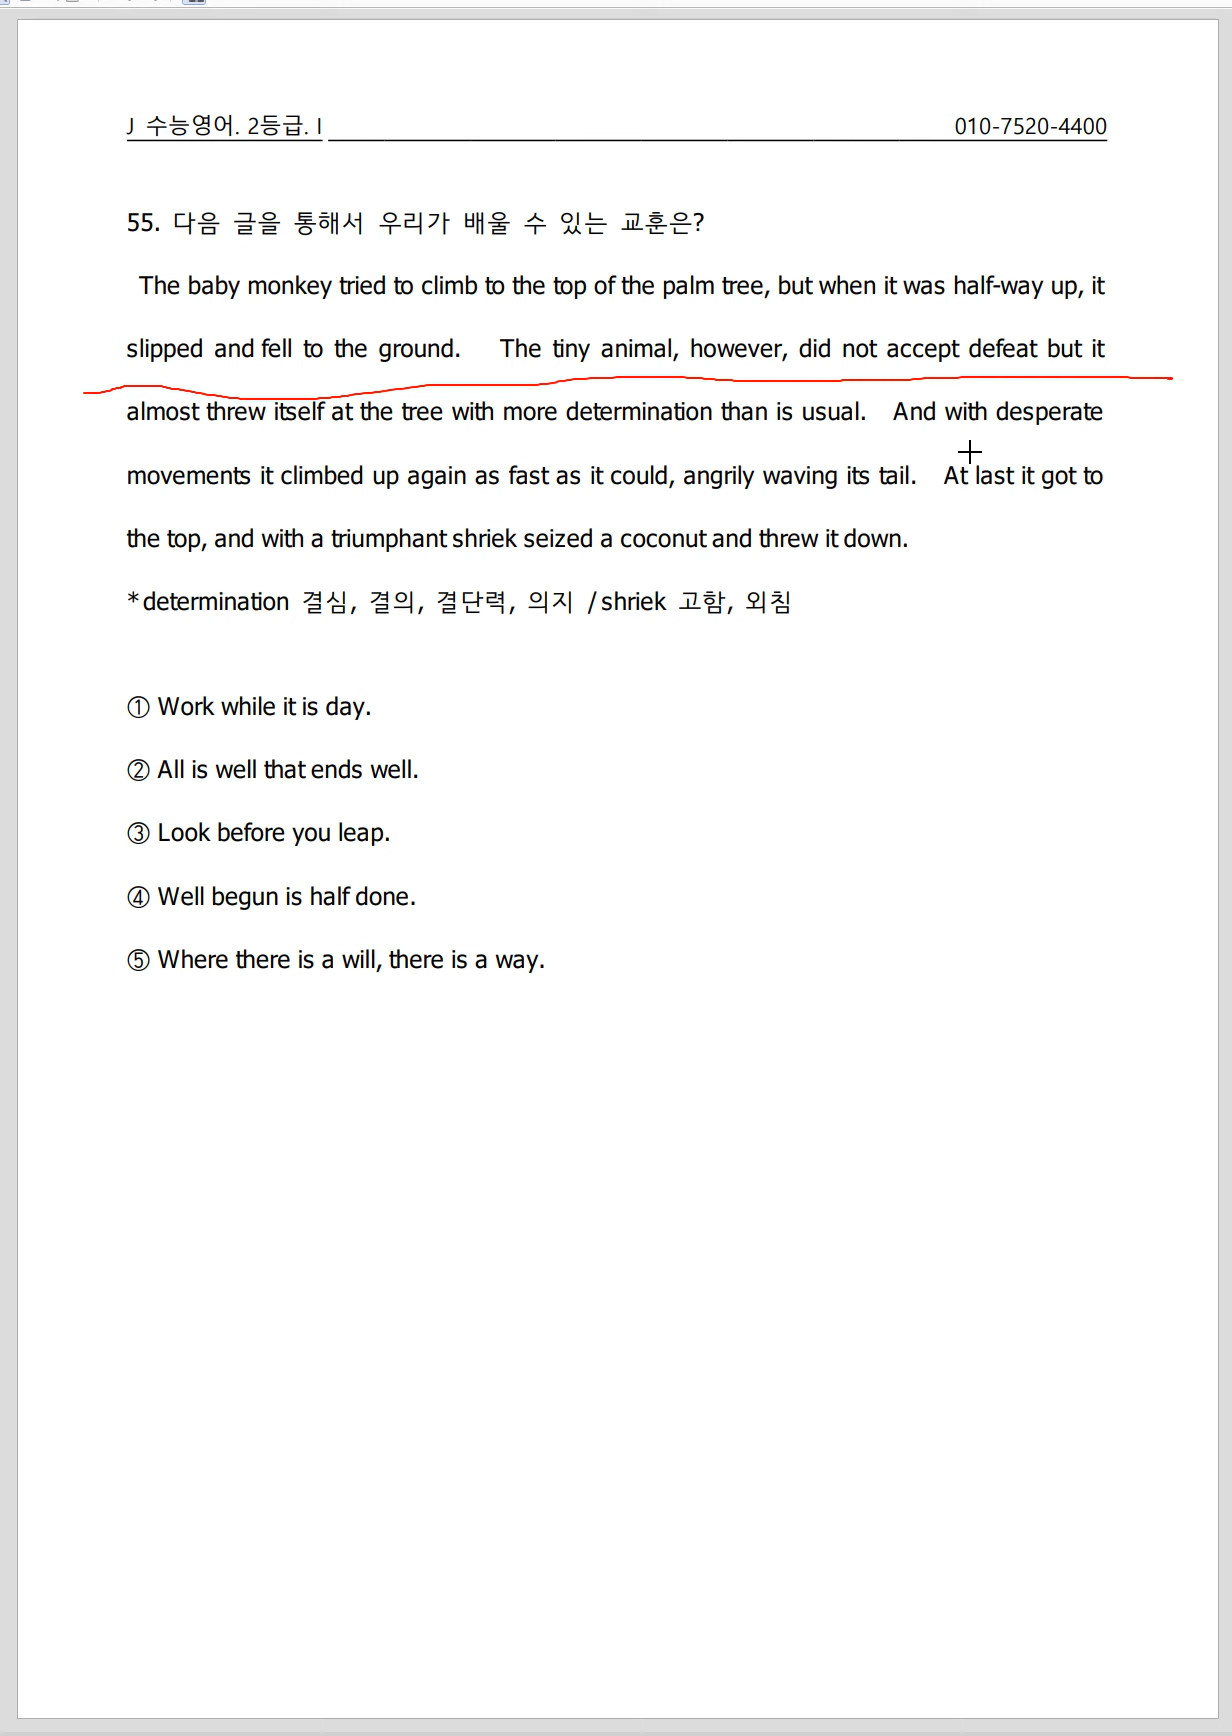 J 수능영어. 2등급. I 010-7520-4400
55. 다음 글을 통해서 우리가 배울 수 있는 교훈은?
The baby monkey tried to climb to the top of the palm tree, but when it was half-way up, it
slipped and fell to the ground. The tiny animal, however, did not accept defeat but it
almost threw itself at the tree with more determination than is usual. And with desperate
movements it climbed up again as fast as it could, angrily waving its tail. At last it got to
the top, and with a triumphant shriek seized a coconut and threw it down.
*determination 결심, 결의, 결단력, 의지 / shriek 고함, 외침
① Work while it is day.
② All is well that ends well.
③ Look before you leap.
④ Well begun is half done.
⑤ Where there is a will, there is a way.